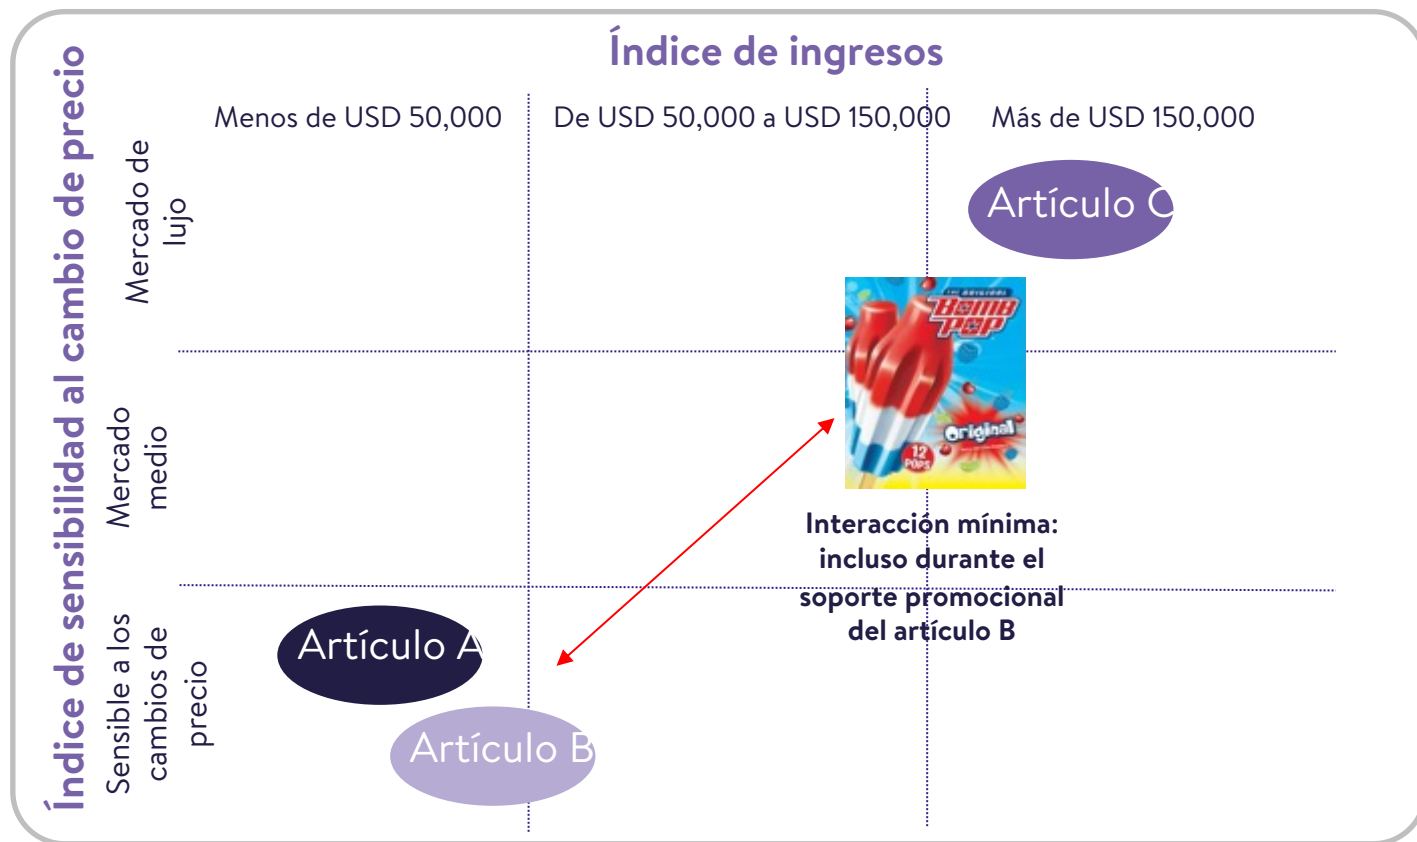 Índice de ingresos
Índice de sensibilidad al cambio de precio
Menos de USD 50,000
De USD 50,000 a USD 150,000
Más de USD 150,000
Mercado de
lujo
Artículo C
THE ORIGINAL
BOMB
POP
Original
12
POPS
Mercado
medio
Interacción mínima:
incluso durante el
soporte promocional
del artículo B
Sensible a los
cambios de
precio
Artículo A
Artículo B